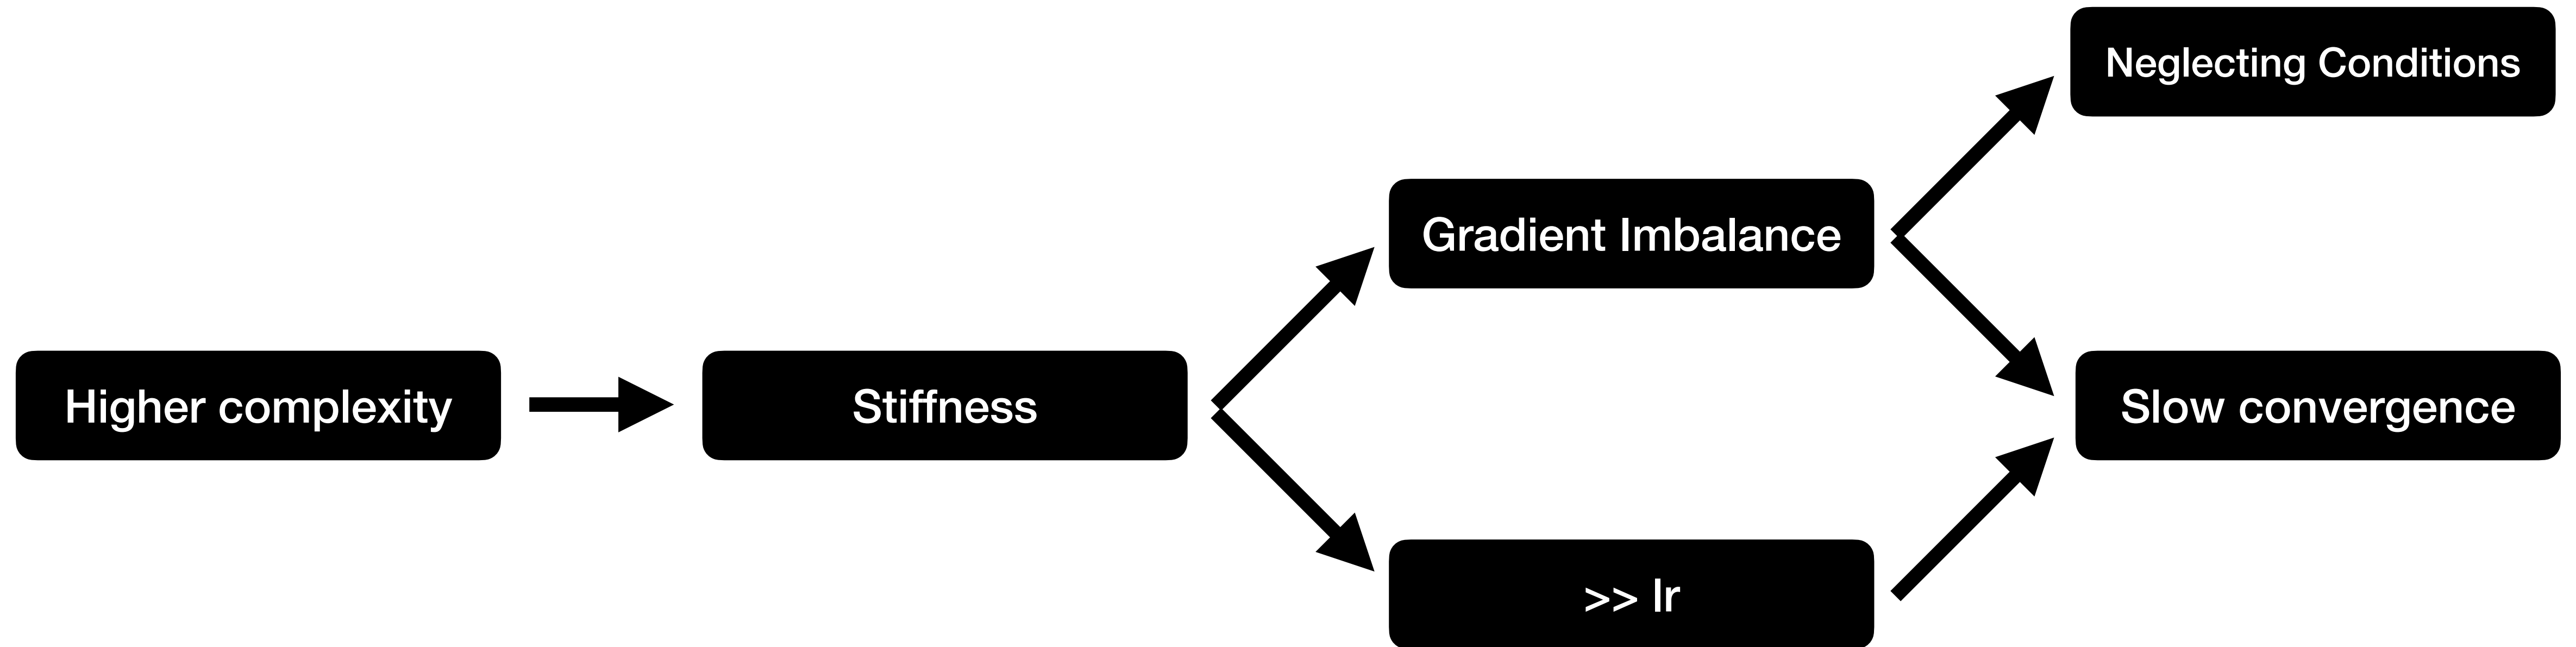 Neglecting Conditions
Gradient Imbalance
Higher complexity
Stiffness
Slow convergence
>> lr